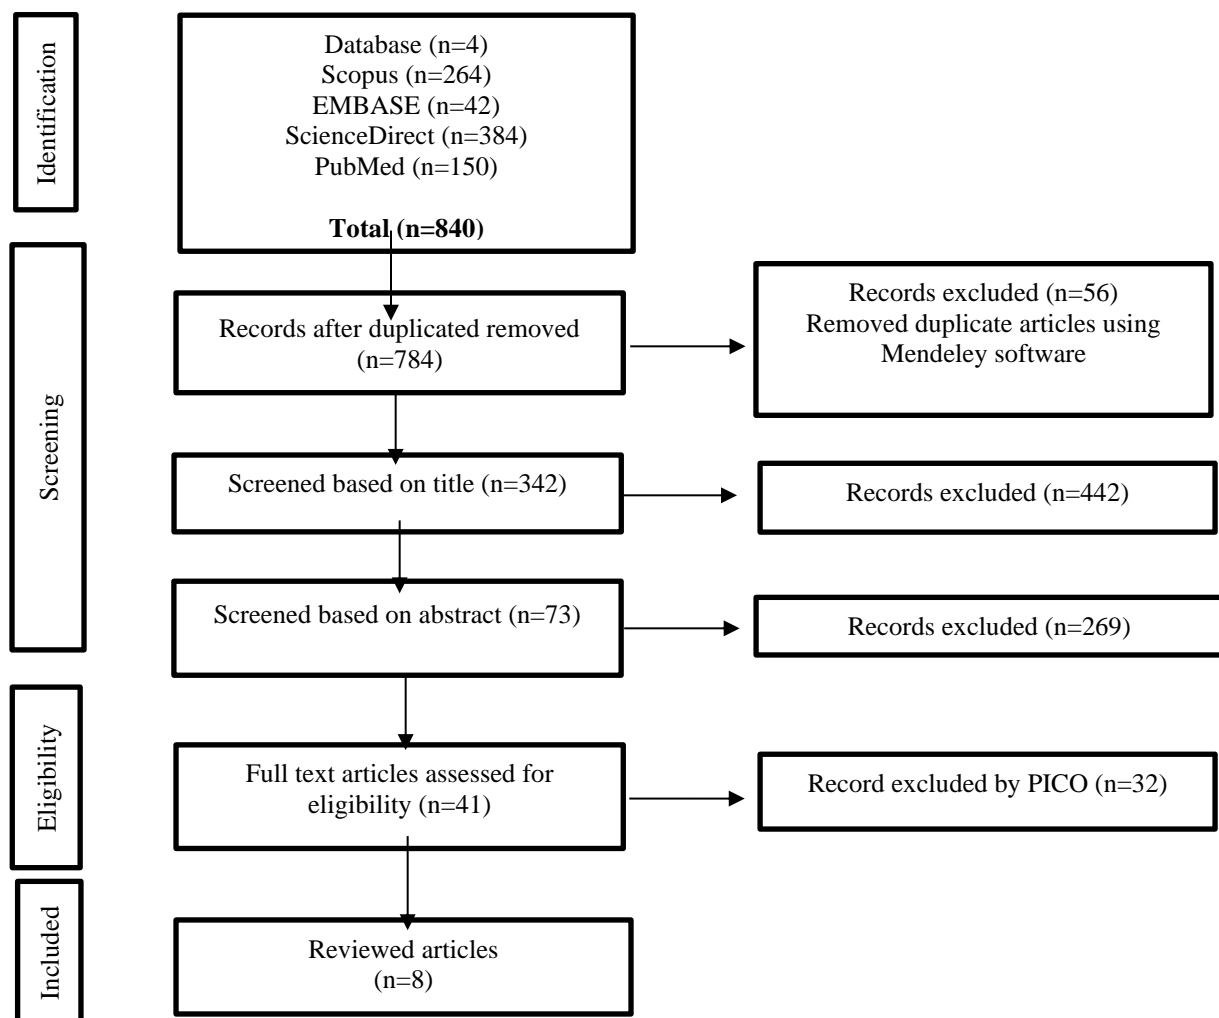 Identification
Database (n=4)
Scopus (n=264)
EMBASE (n=42)
ScienceDirect (n=384)
PubMed (n=150)
Total (n=840)
Screening
Records after duplicated removed
(n=784)
Records excluded (n=56)
Removed duplicate articles using
Mendeley software
Screened based on title (n=342)
Records excluded (n=442)
Screened based on abstract (n=73)
Records excluded (n=269)
Eligibility
Full text articles assessed for
eligibility (n=41)
Record excluded by PICO (n=32)
Included
Reviewed articles
(n=8)